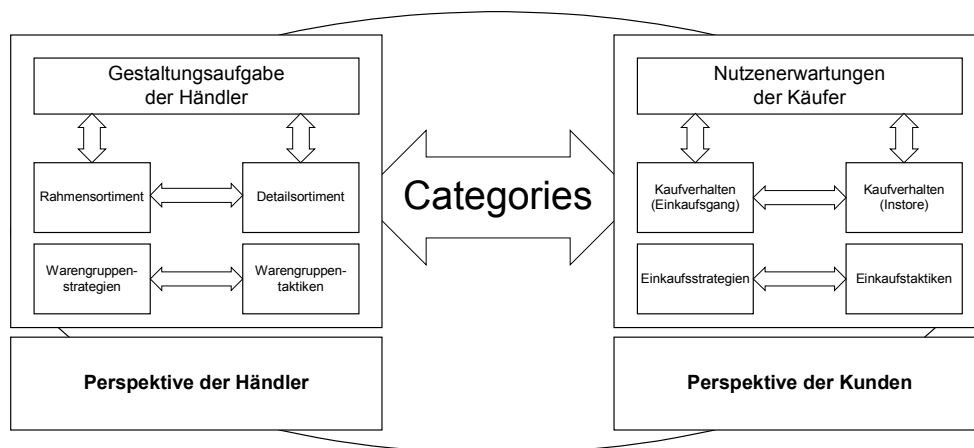 Gestaltungsaufgabe
der Händler
Rahmensortiment
Detailsortiment
Warengruppen-
strategien
Warengruppen-
taktiken
Perspektive der Händler
Categories
Nutzenerwartungen
der Käufer
Kaufverhalten
(Einkaufsgang)
Kaufverhalten
(Instore)
Einkaufsstrategien
Einkaufstaktiken
Perspektive der Kunden